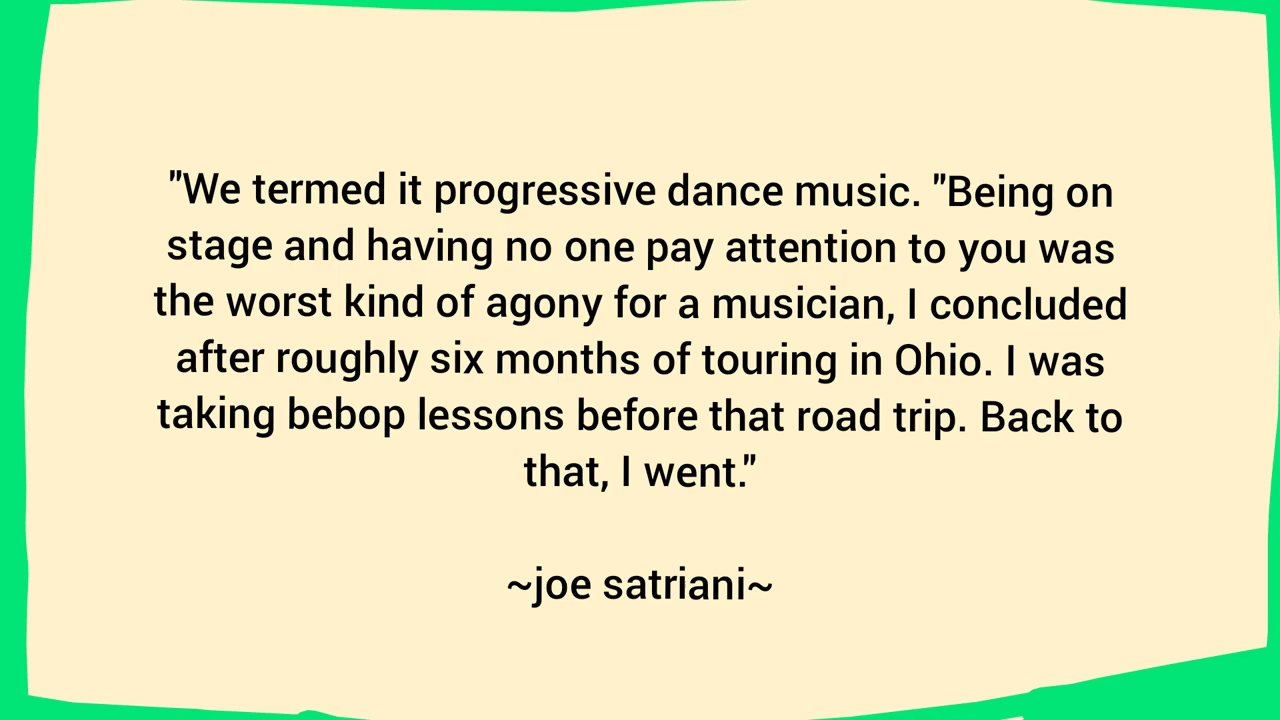 "We termed it progressive dance music. "Being on
stage and having no one pay attention to you was
the worst kind of agony for a musician, I concluded
after roughly six months of touring in Ohio. I was
taking bebop lessons before that road trip. Back to
that, I went."
~joe satriani~